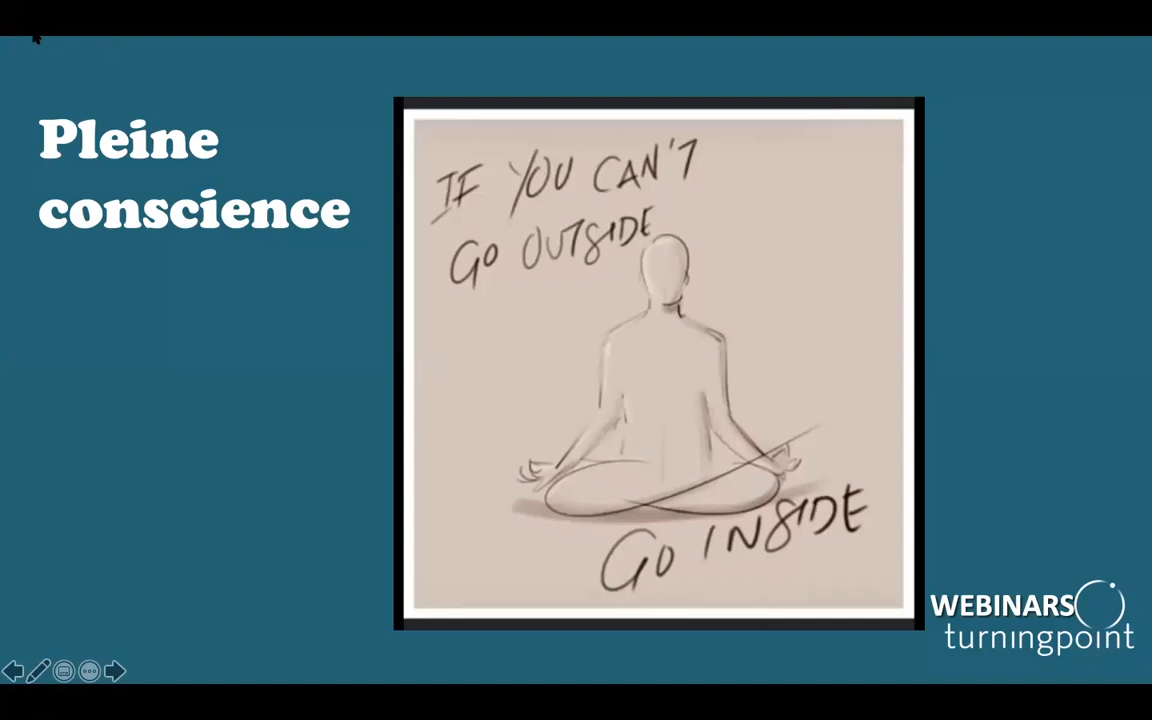 Pleine
conscience
IF YOU CAN'T
GO OUTSIDE
GO INSIDE
WEBINARS
turningpoint